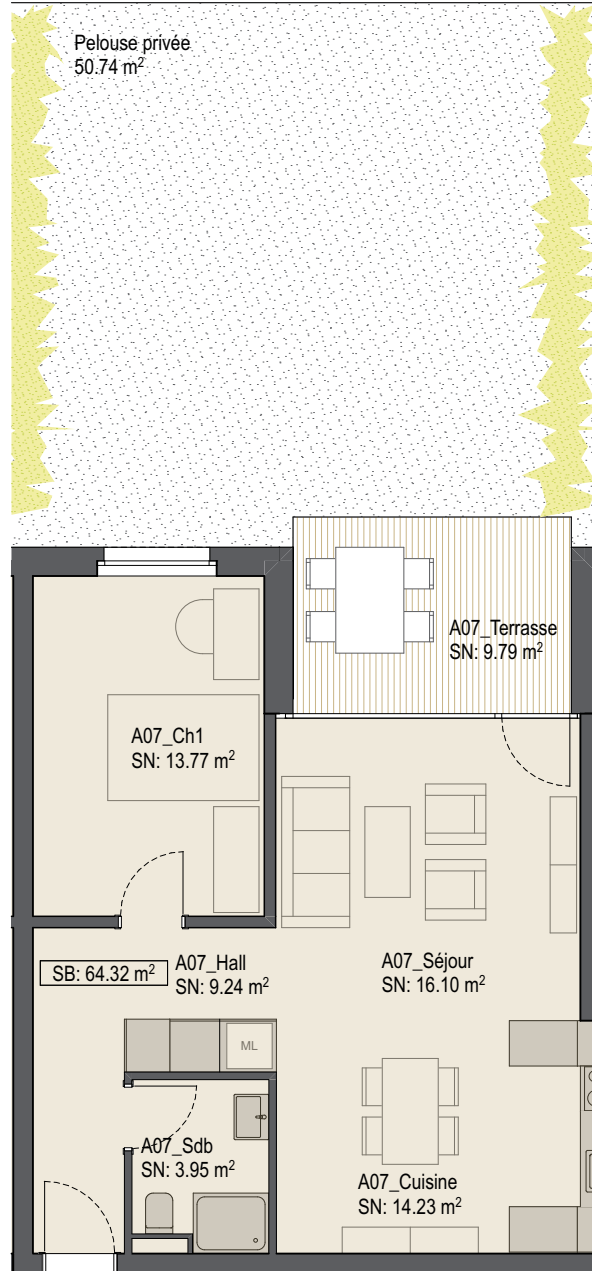 Pelouse privée
50.74 m²
A07_Terrasse
SN: 9.79 m²
A07_Ch1
SN: 13.77 m²
SB: 64.32 m²
A07_Hall
SN: 9.24 m²
A07_Séjour
SN: 16.10 m²
ML
A07_Sdb
SN: 3.95 m²
A07_Cuisine
SN: 14.23 m²